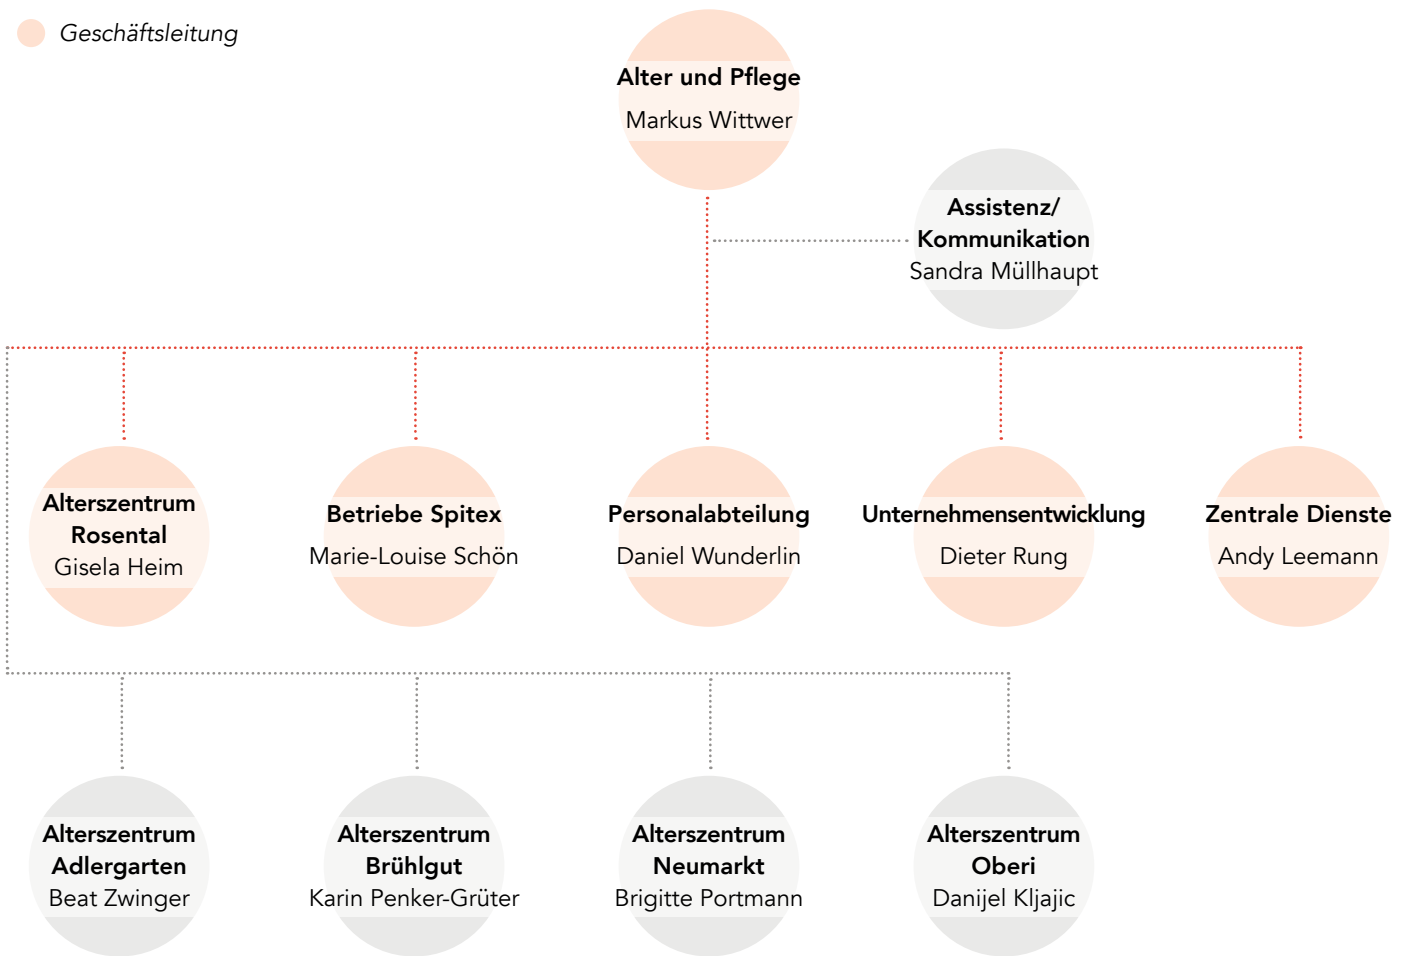 Geschäftsleitung
Alter und Pflege
Markus Wittwer
Assistenz/
Kommunikation
Sandra Müllhaupt
Alterszentrum
Rosental
Gisela Heim
Betriebe Spitex
Marie-Louise Schön
Personalabteilung
Daniel Wunderlin
Unternehmensentwicklung
Dieter Rung
Zentrale Dienste
Andy Leemann
Alterszentrum
Adlergarten
Beat Zwinger
Alterszentrum
Brühlgut
Karin Penker-Grüter
Alterszentrum
Neumarkt
Brigitte Portmann
Alterszentrum
Oberi
Danijel Kljajic